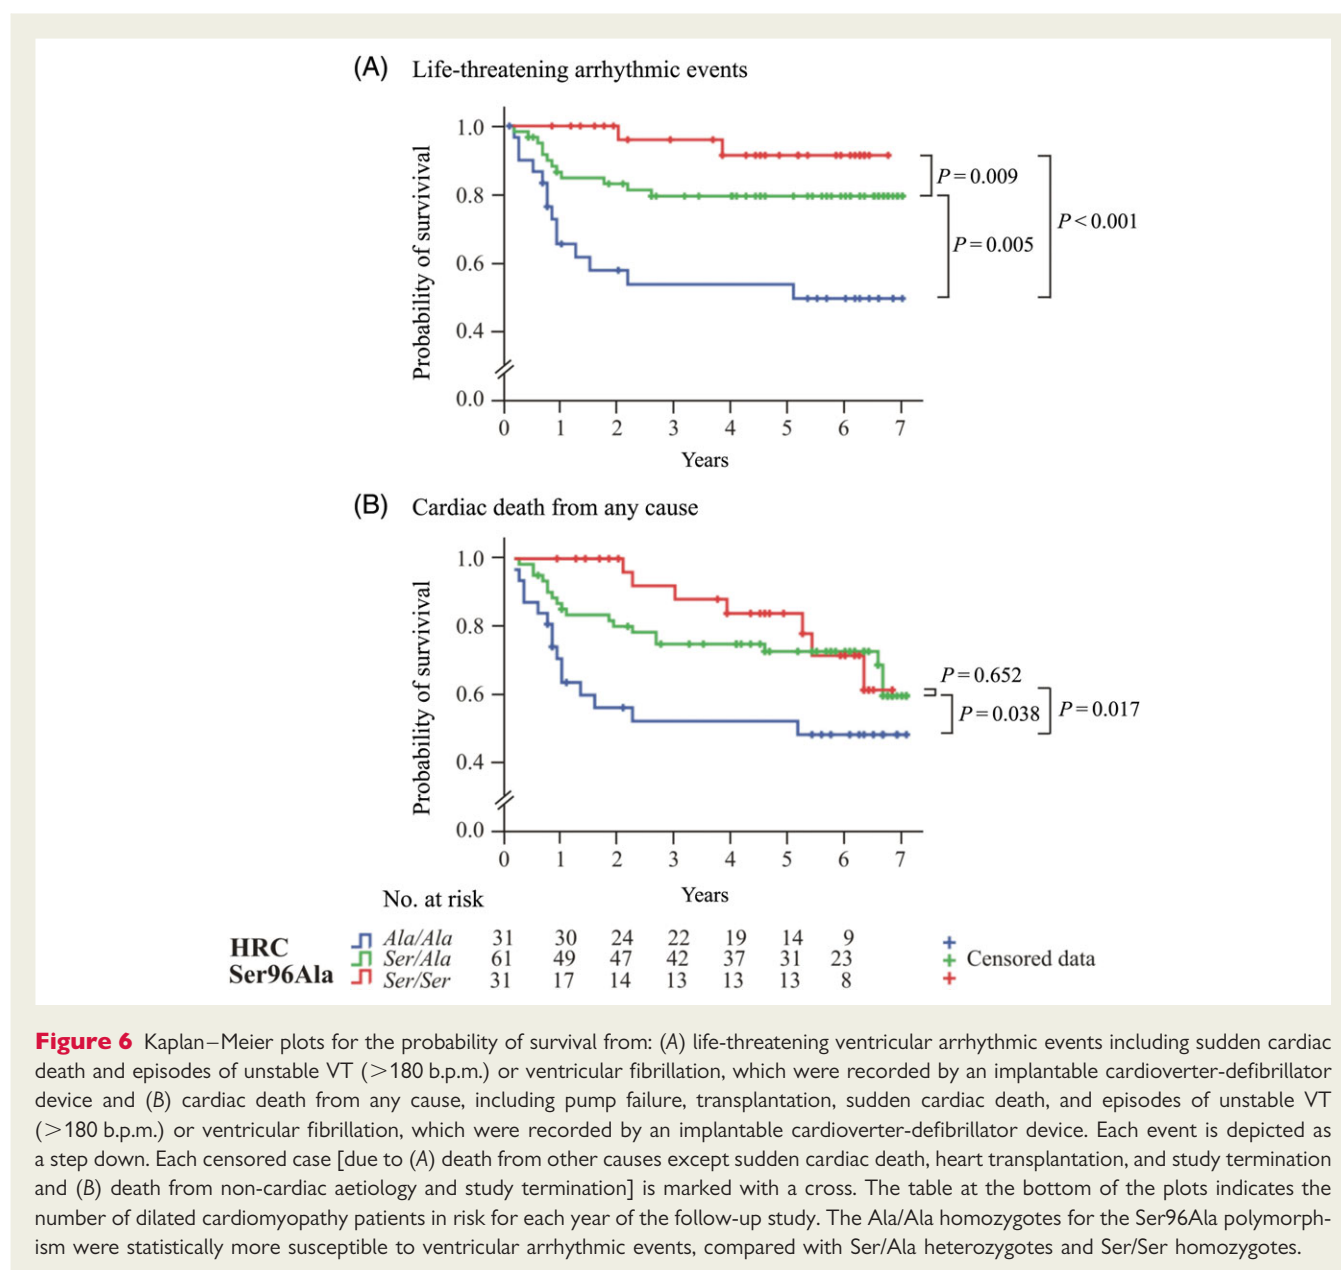 (A) Life-threatening arrhythmic events
Probability of survivival
1.0
0.8
0.6
0.4
0.0
P=0.009
P=0.005
P<0.001
0 1 2 3 4 5 6 7
Years
(B) Cardiac death from any cause
Probability of survivival
1.0
0.8
0.6
0.4
0.0
P=0.652
P=0.038
P=0.017
0 1 2 3 4 5 6 7
Years
No. at risk
HRC
Ser96Ala
Ala/Ala 31 30 24 22 19 14 9
Ser/Ala 61 49 47 42 37 31 23
Ser/Ser 31 17 14 13 13 13 8
Censored data
Figure 6 Kaplan–Meier plots for the probability of survival from: (A) life-threatening ventricular arrhythmic events including sudden cardiac
death and episodes of unstable VT (>180 b.p.m.) or ventricular fibrillation, which were recorded by an implantable cardioverter-defibrillator
device and (B) cardiac death from any cause, including pump failure, transplantation, sudden cardiac death, and episodes of unstable VT
(>180 b.p.m.) or ventricular fibrillation, which were recorded by an implantable cardioverter-defibrillator device. Each event is depicted as
a step down. Each censored case [due to (A) death from other causes except sudden cardiac death, heart transplantation, and study termination
and (B) death from non-cardiac aetiology and study termination] is marked with a cross. The table at the bottom of the plots indicates the
number of dilated cardiomyopathy patients in risk for each year of the follow-up study. The Ala/Ala homozygotes for the Ser96Ala polymorph-
ism were statistically more susceptible to ventricular arrhythmic events, compared with Ser/Ala heterozygotes and Ser/Ser homozygotes.